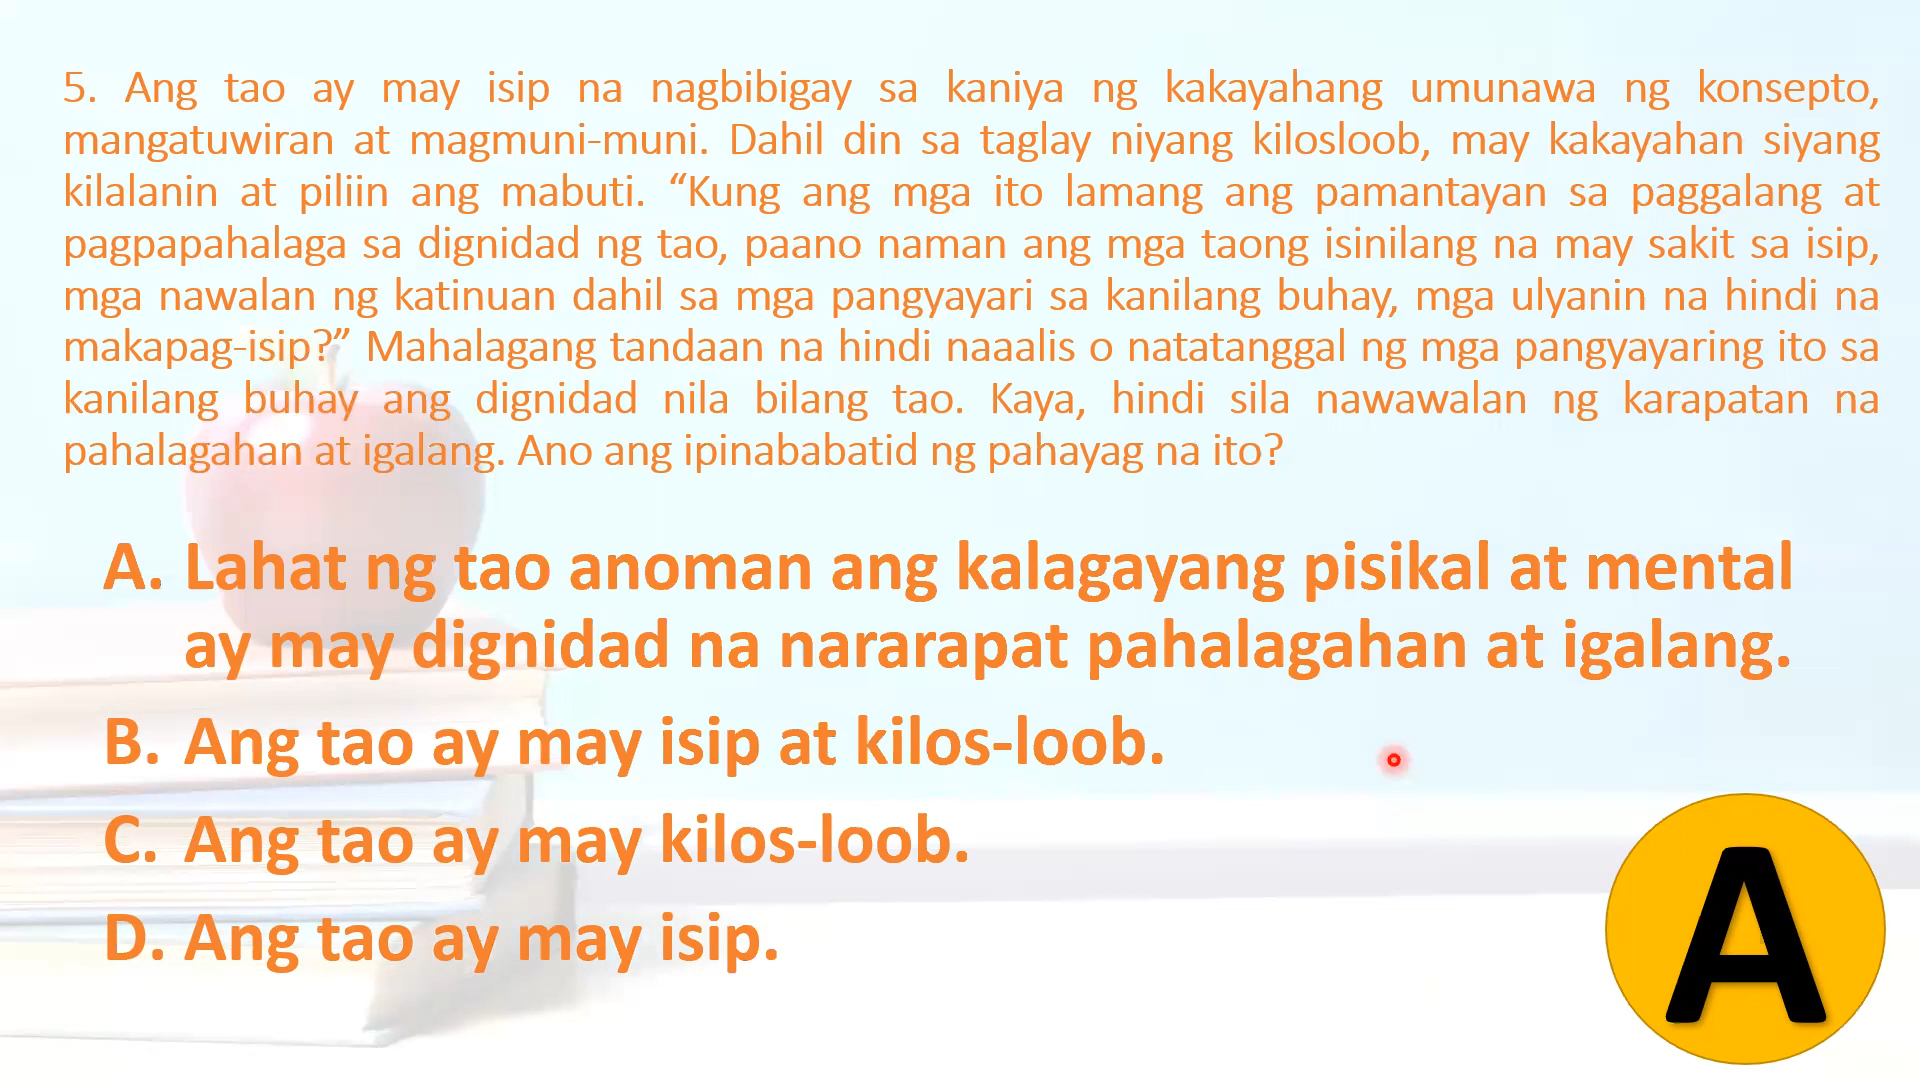 5. Ang tao ay may isip na nagbibigay sa kaniya ng kakayahang umunawa ng konsepto,
mangatuwiran at magmuni-muni. Dahil din sa taglay niyang kilosloob, may kakayahan siyang
kilalanin at piliin ang mabuti. “Kung ang mga ito lamang ang pamantayan sa paggalang at
pagpapahalaga sa dignidad ng tao, paano naman ang mga taong isinilang na may sakit sa isip,
mga nawalan ng katinuan dahil sa mga pangyayari sa kanilang buhay, mga ulyanin na hindi na
makapag-isip?” Mahalagang tandaan na hindi naaalis o natatanggal ng mga pangyayaring ito sa
kanilang buhay ang dignidad nila bilang tao. Kaya, hindi sila nawawalan ng karapatan na
pahalagahan at igalang. Ano ang ipinababatid ng pahayag na ito?
A. Lahat ng tao anoman ang kalagayang pisikal at mental
ay may dignidad na nararapat pahalagahan at igalang.
B. Ang tao ay may isip at kilos-loob.
C. Ang tao ay may kilos-loob.
D. Ang tao ay may isip.
A